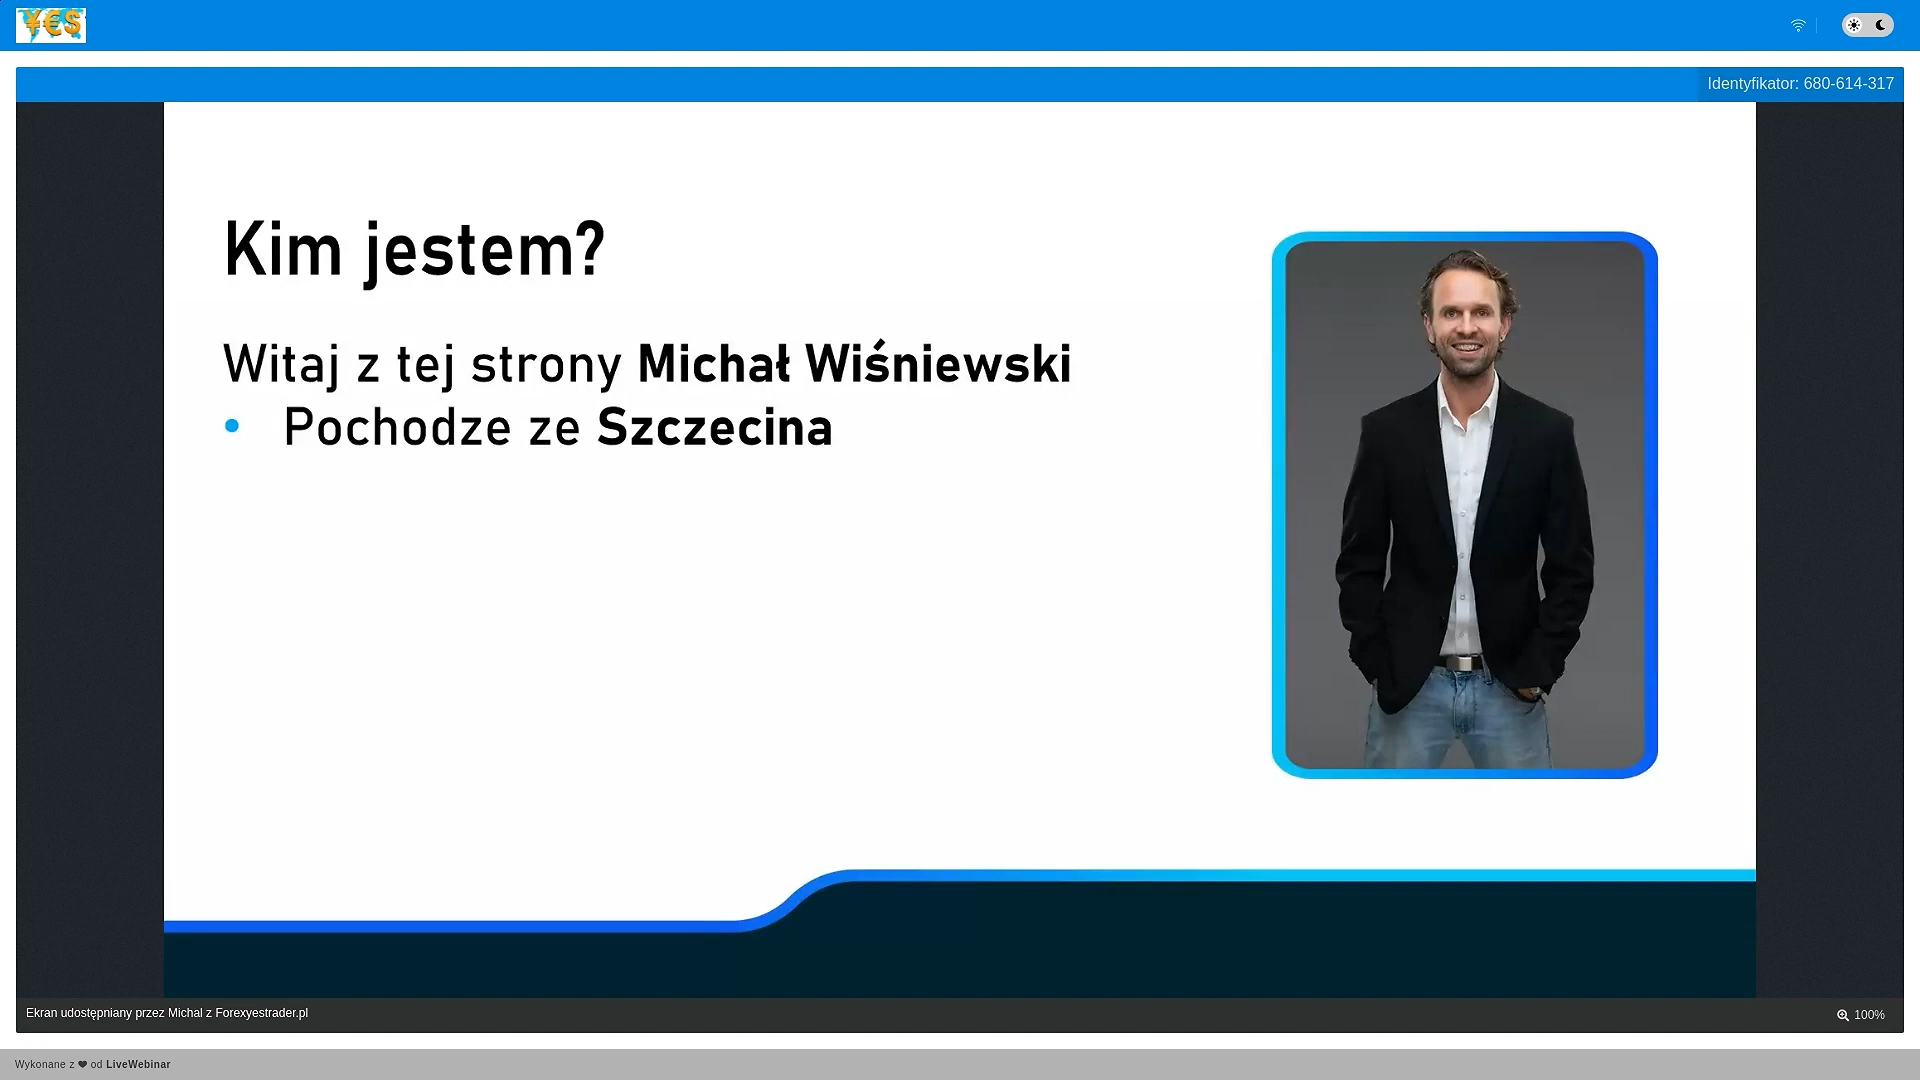 ¥€$
Identyfikator: 680-614-317
Kim jestem?
Witaj z tej strony Michał Wiśniewski
• Pochodze ze Szczecina
Ekran udostępniany przez Michal z Forexyestrader.pl
100%
Wykonane z ❤ od LiveWebinar